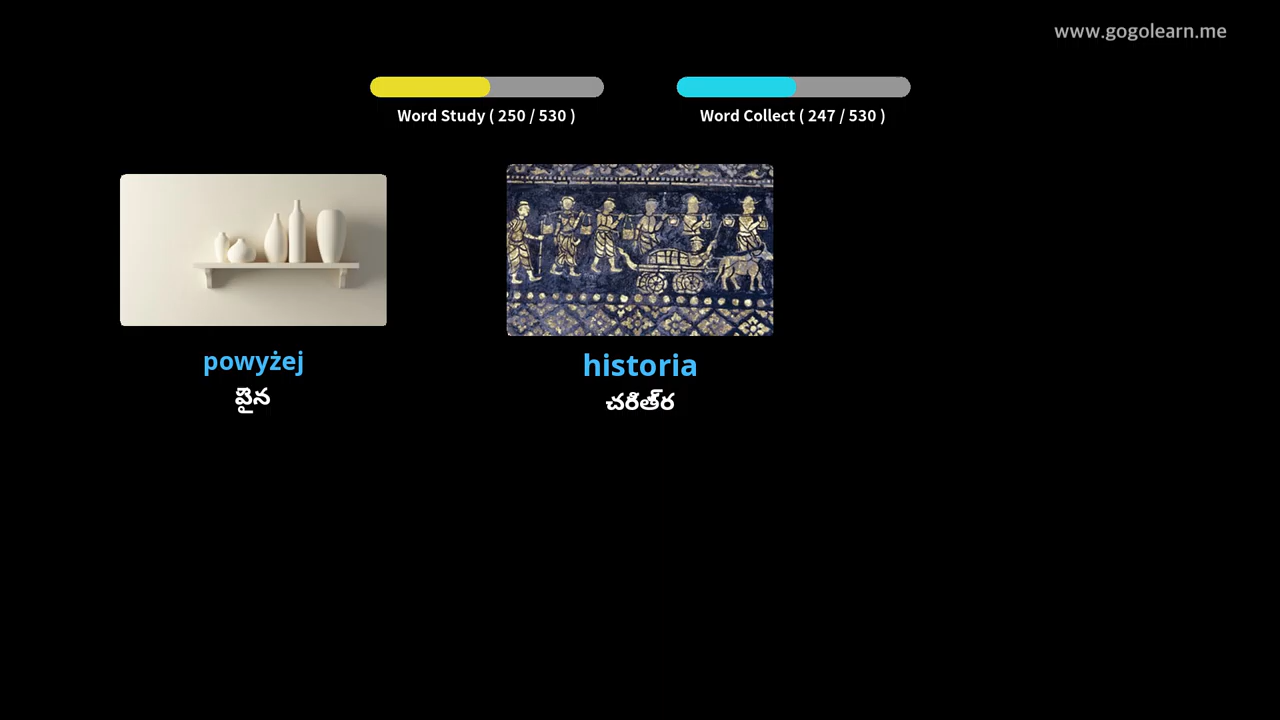 www.gogolearn.me
Word Study ( 250 / 530 )
Word Collect ( 247 / 530 )
powyżej
పైన
historia
చరిత్ర